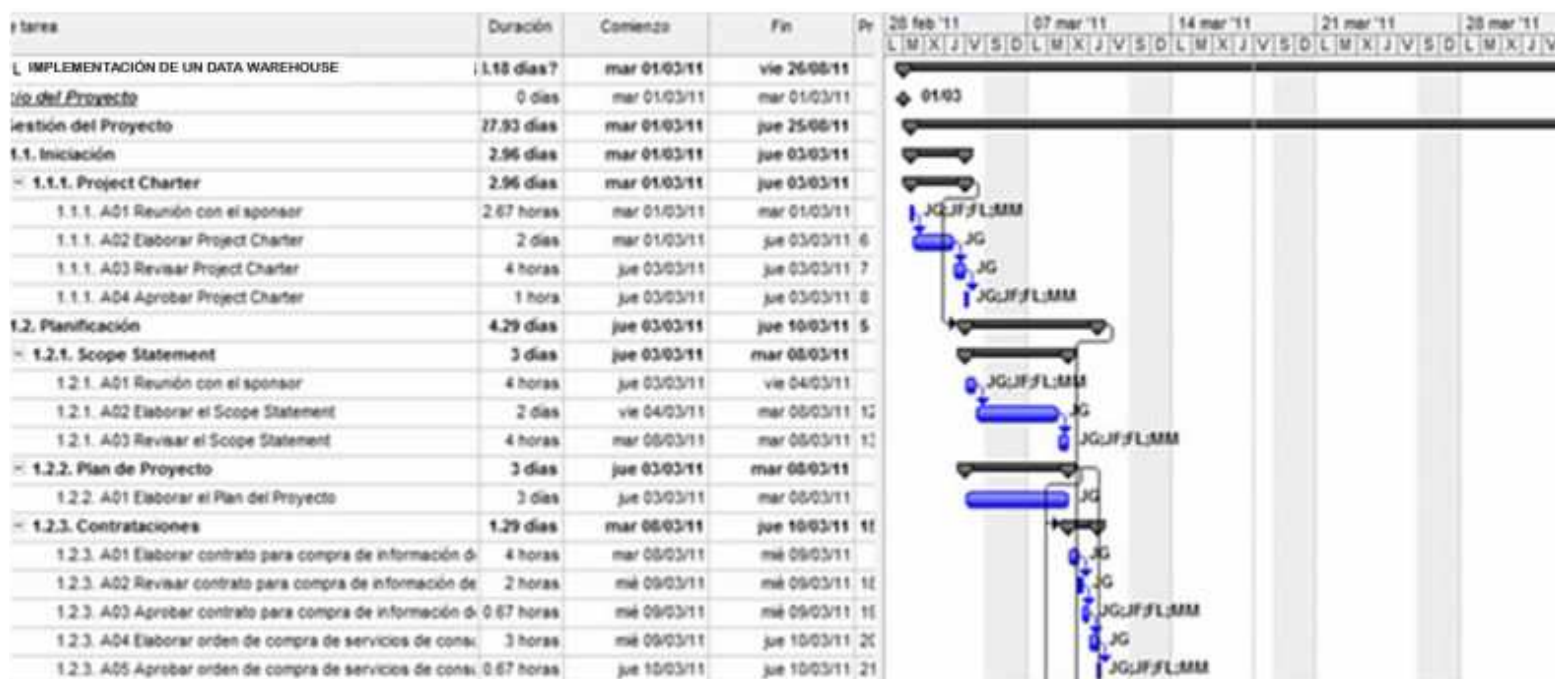 tarea Duración Comienzo Fin Pr 28 feb '11 07 mar '11 14 mar '11 21 mar '11 28 mar '11
L M X J V S D L M X J V S D L M X J V S D L M X J V S D L M X J V
IMPLEMENTACIÓN DE UN DATA WAREHOUSE .18 días? mar 01/03/11 vie 26/08/11
cio del Proyecto 0 días mar 01/03/11 mar 01/03/11 01/03
estión del Proyecto 27.93 días mar 01/03/11 jue 25/08/11
1.1. Iniciación 2.96 días mar 01/03/11 jue 03/03/11
1.1.1. Project Charter 2.96 días mar 01/03/11 jue 03/03/11
1.1.1. A01 Reunión con el sponsor 2.67 horas mar 01/03/11 mar 01/03/11 JG;JF;FL;MM
1.1.1. A02 Elaborar Project Charter 2 días mar 01/03/11 jue 03/03/11 6 JG
1.1.1. A03 Revisar Project Charter 4 horas jue 03/03/11 jue 03/03/11 7 JG
1.1.1. A04 Aprobar Project Charter 1 hora jue 03/03/11 jue 03/03/11 8 JG;JF;FL;MM
1.2. Planificación 4.29 días jue 03/03/11 jue 10/03/11 5
1.2.1. Scope Statement 3 días jue 03/03/11 mar 08/03/11
1.2.1. A01 Reunión con el sponsor 4 horas jue 03/03/11 vie 04/03/11 JG;JF;FL;MM
1.2.1. A02 Elaborar el Scope Statement 2 días vie 04/03/11 mar 08/03/11 12 JG
1.2.1. A03 Revisar el Scope Statement 4 horas mar 08/03/11 mar 08/03/11 13 JG;JF;FL;MM
1.2.2. Plan de Proyecto 3 días jue 03/03/11 mar 08/03/11
1.2.2. A01 Elaborar el Plan del Proyecto 3 días jue 03/03/11 mar 08/03/11 JG
1.2.3. Contrataciones 1.29 días mar 08/03/11 jue 10/03/11 15
1.2.3. A01 Elaborar contrato para compra de información de 4 horas mar 08/03/11 mié 09/03/11 JG
1.2.3. A02 Revisar contrato para compra de información de 2 horas mié 09/03/11 mié 09/03/11 18 JG
1.2.3. A03 Aprobar contrato para compra de información de 0.67 horas mié 09/03/11 mié 09/03/11 19 JG;JF;FL;MM
1.2.3. A04 Elaborar orden de compra de servicios de consu 3 horas mié 09/03/11 jue 10/03/11 20 JG
1.2.3. A05 Aprobar orden de compra de servicios de consu 0.67 horas jue 10/03/11 jue 10/03/11 21 JG;JF;FL;MM